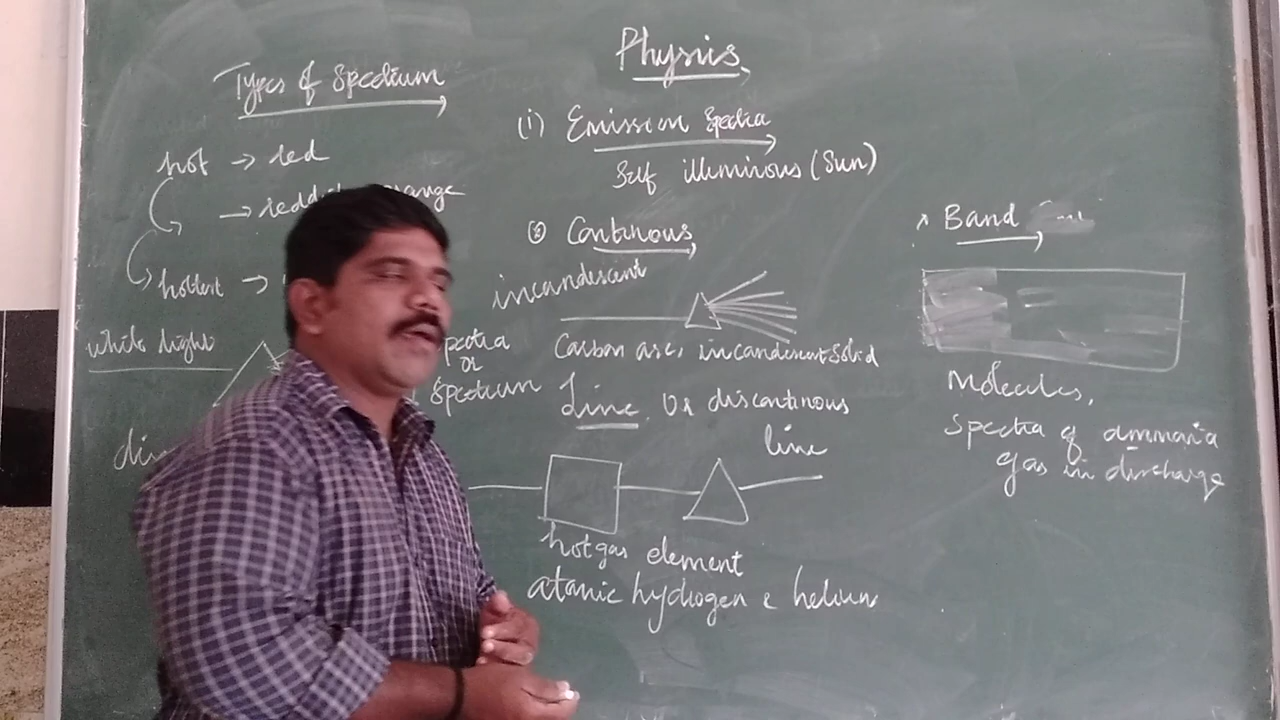 Physics
Types of Spectrum
hot → red
→ reddish orange
hottest →
white light
spectra
or
spectrum
(i) Emission Spectra
Self illuminous (Sun)
Continous
incandescent
Carbon arc, incandescent Solid
Line or discontinous
line
hot gas element
atomic hydrogen & helium
Band
Molecules,
Spectra of ammonia
gas in discharge